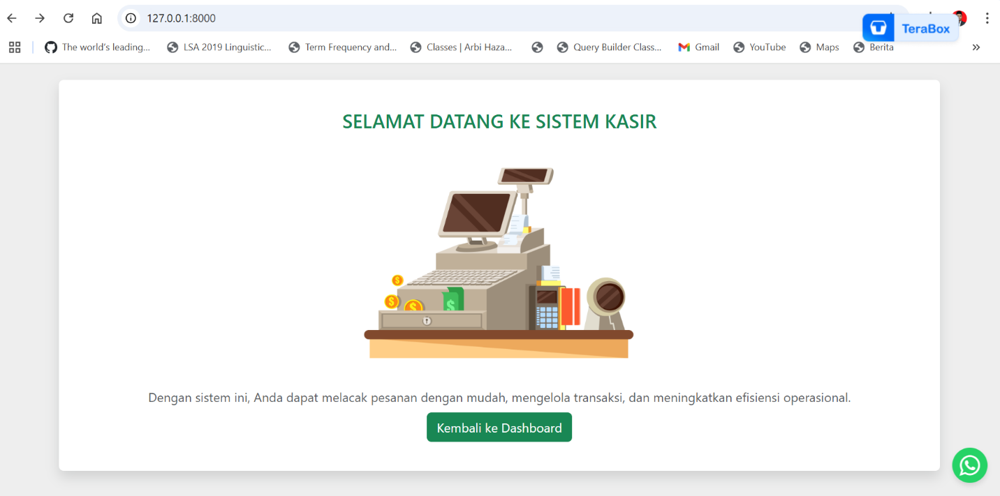 127.0.0.1:8000
TeraBox
The world's leading... LSA 2019 Linguistic... Term Frequency and... Classes | Arbi Haza... Query Builder Class... Gmail YouTube Maps Berita
SELAMAT DATANG KE SISTEM KASIR
Dengan sistem ini, Anda dapat melacak pesanan dengan mudah, mengelola transaksi, dan meningkatkan efisiensi operasional.
Kembali ke Dashboard